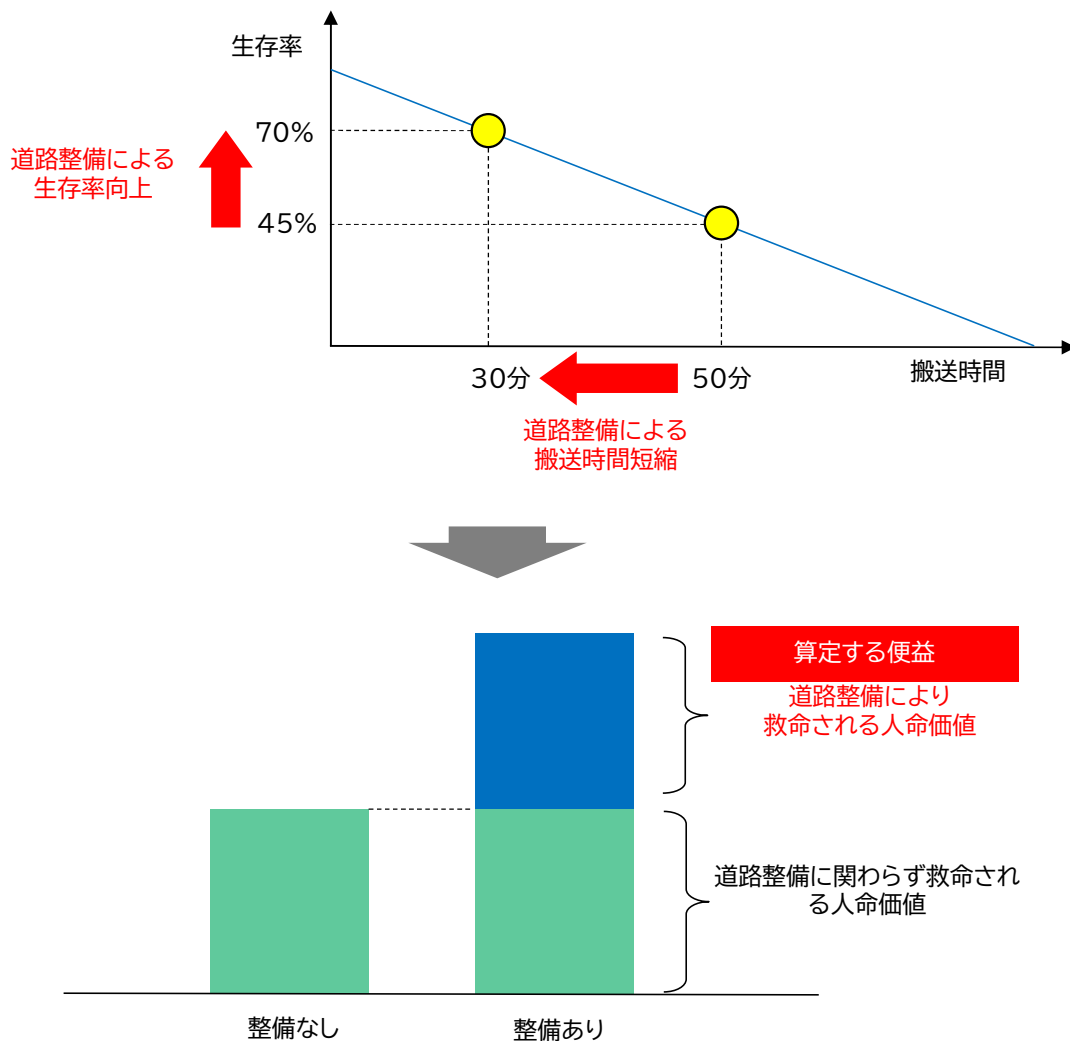 生存率
70%
道路整備による
生存率向上
45%
30分
50分
搬送時間
道路整備による
搬送時間短縮
算定する便益
道路整備により
救命される人命価値
道路整備に関わらず救命され
る人命価値
整備なし
整備あり